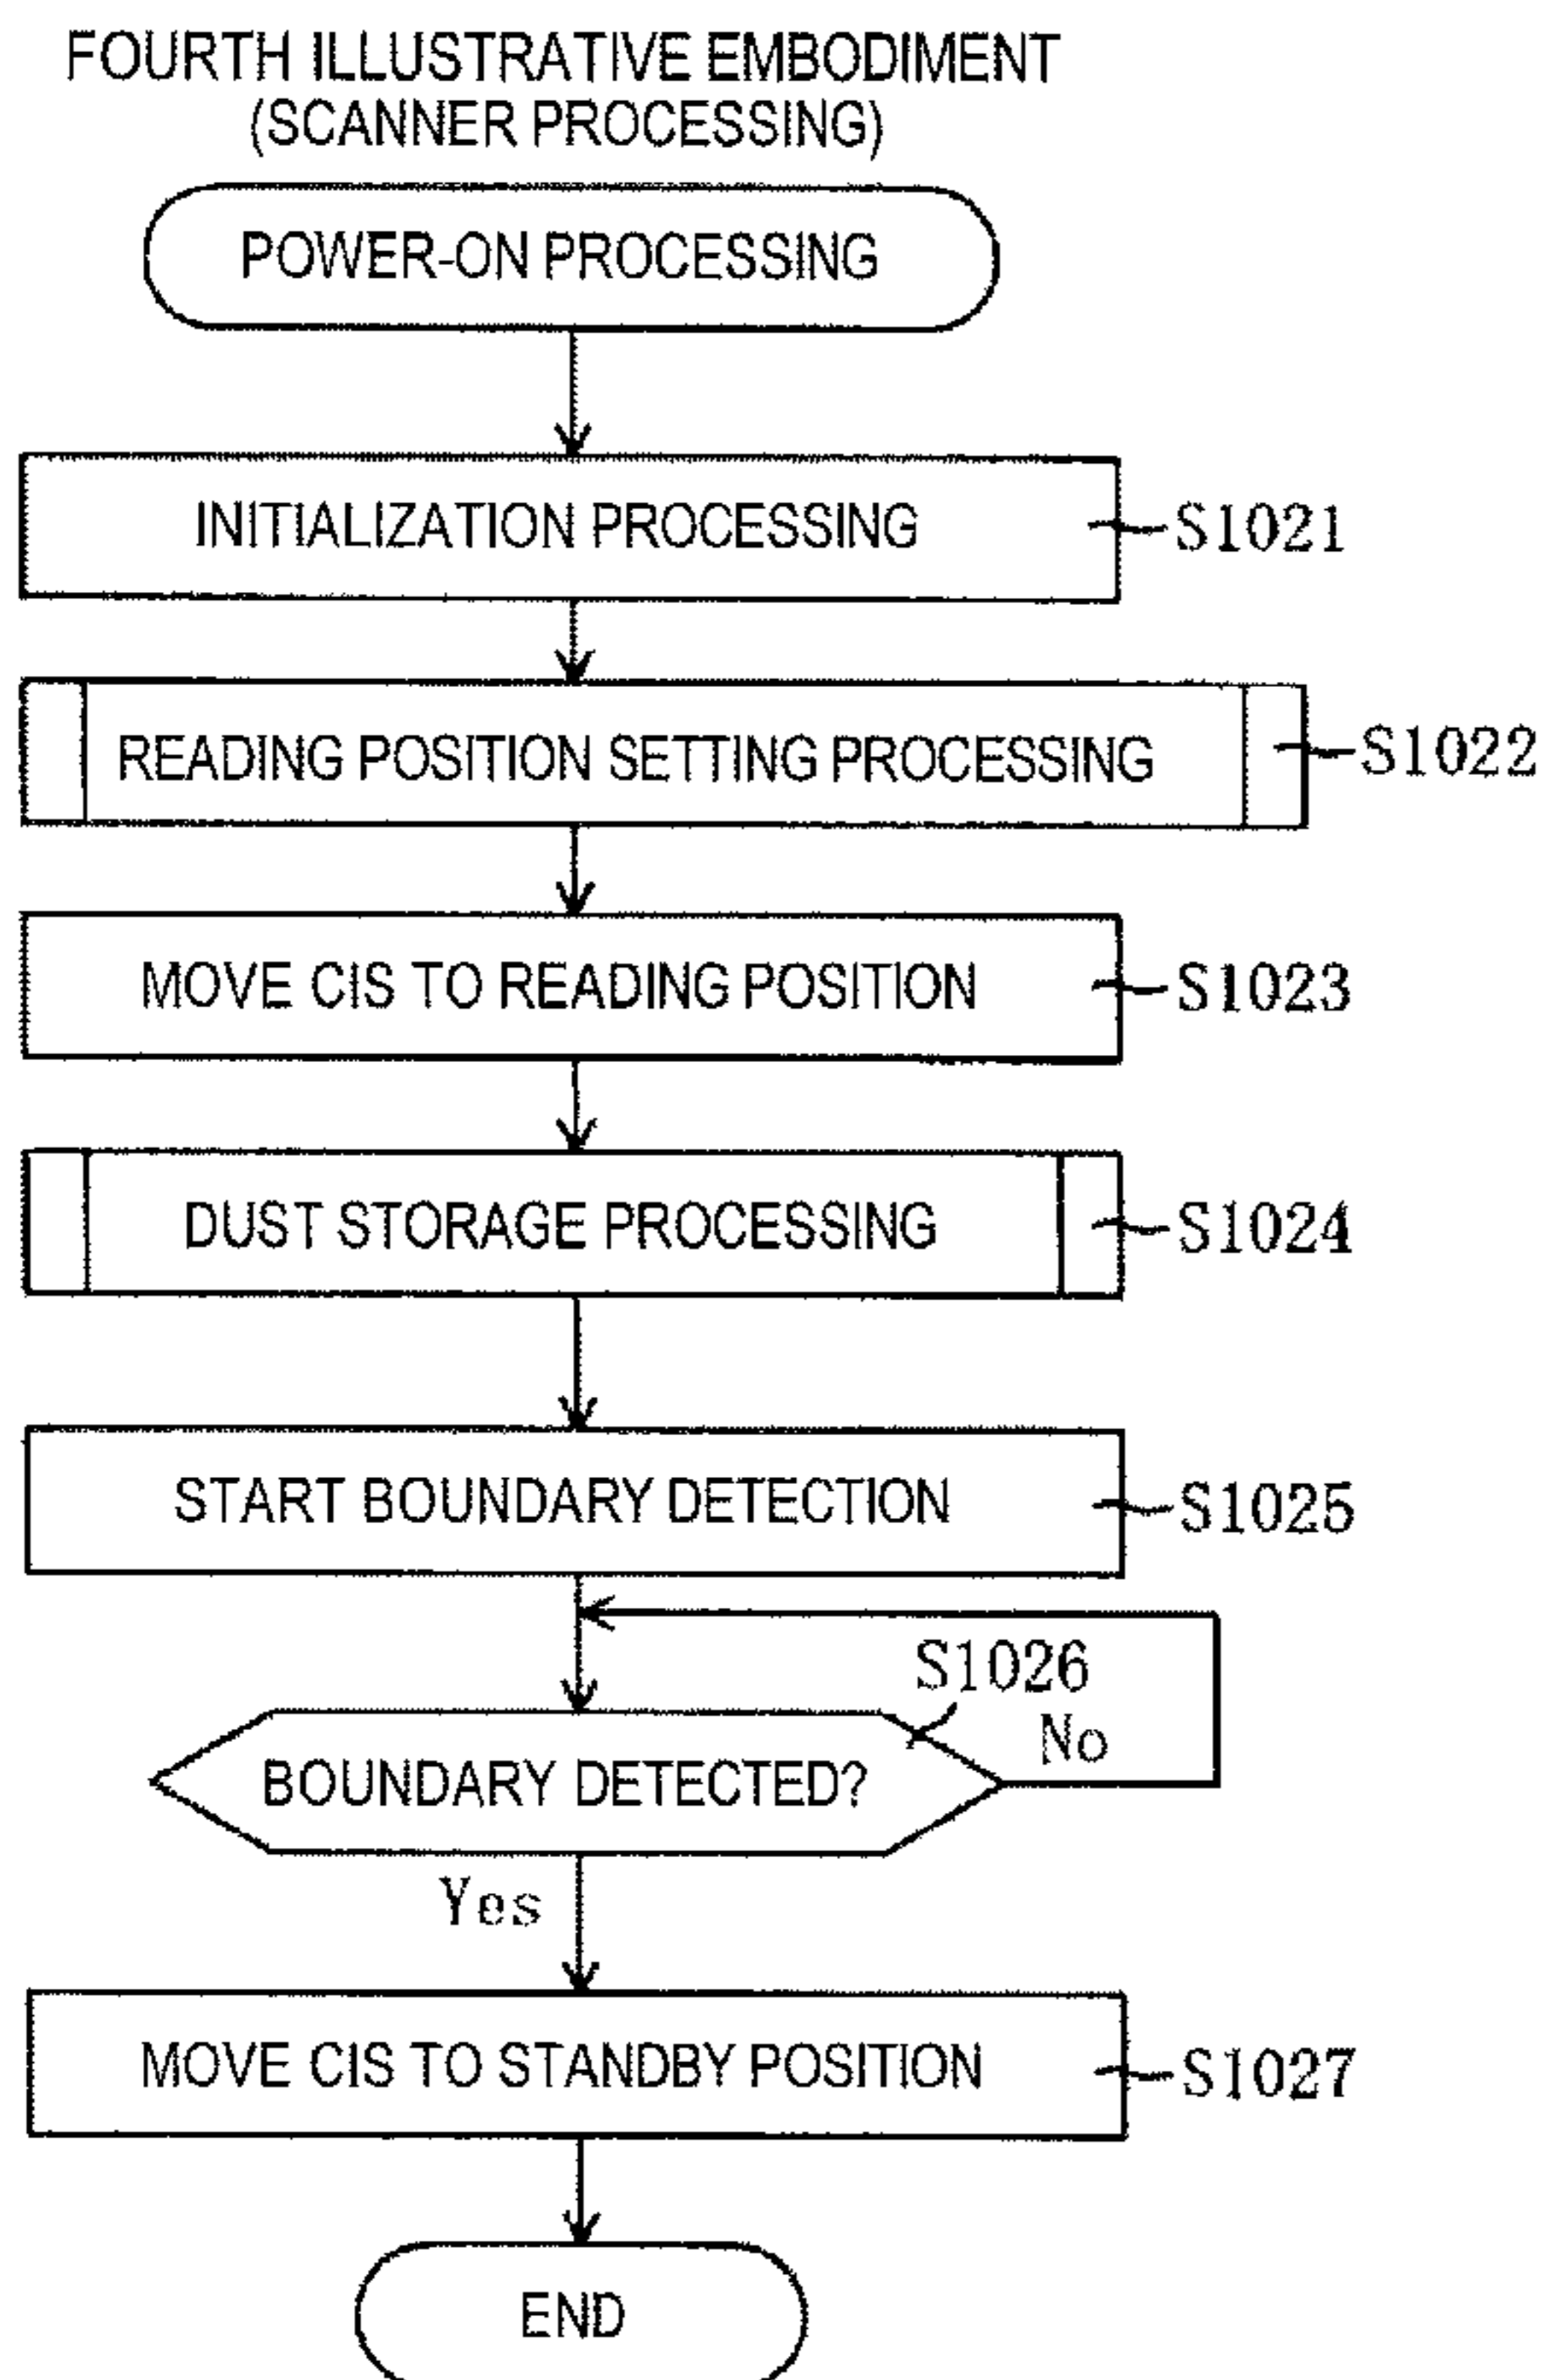 FOURTH ILLUSTRATIVE EMBODIMENT
(SCANNER PROCESSING)
POWER-ON PROCESSING
INITIALIZATION PROCESSING
S1021
READING POSITION SETTING PROCESSING
S1022
MOVE CIS TO READING POSITION
S1023
DUST STORAGE PROCESSING
S1024
START BOUNDARY DETECTION
S1025
S1026
No
BOUNDARY DETECTED?
Yes
MOVE CIS TO STANDBY POSITION
S1027
END